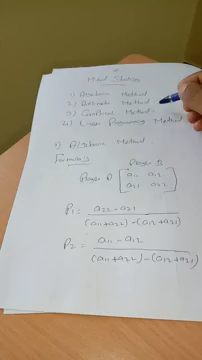 Mixed Strategies
1) Algebraic Method
2) Arithmetic Method
3) Graphical Method
4) Linear Programming Method
1) Algebraic Method
Formula's
Player B
Player A [ a11 a12
a21 a22 ]
P1 = a22 - a21 / (a11 + a22) - (a12 + a21)
P2 = a11 - a12 / (a11 + a22) - (a12 + a21)